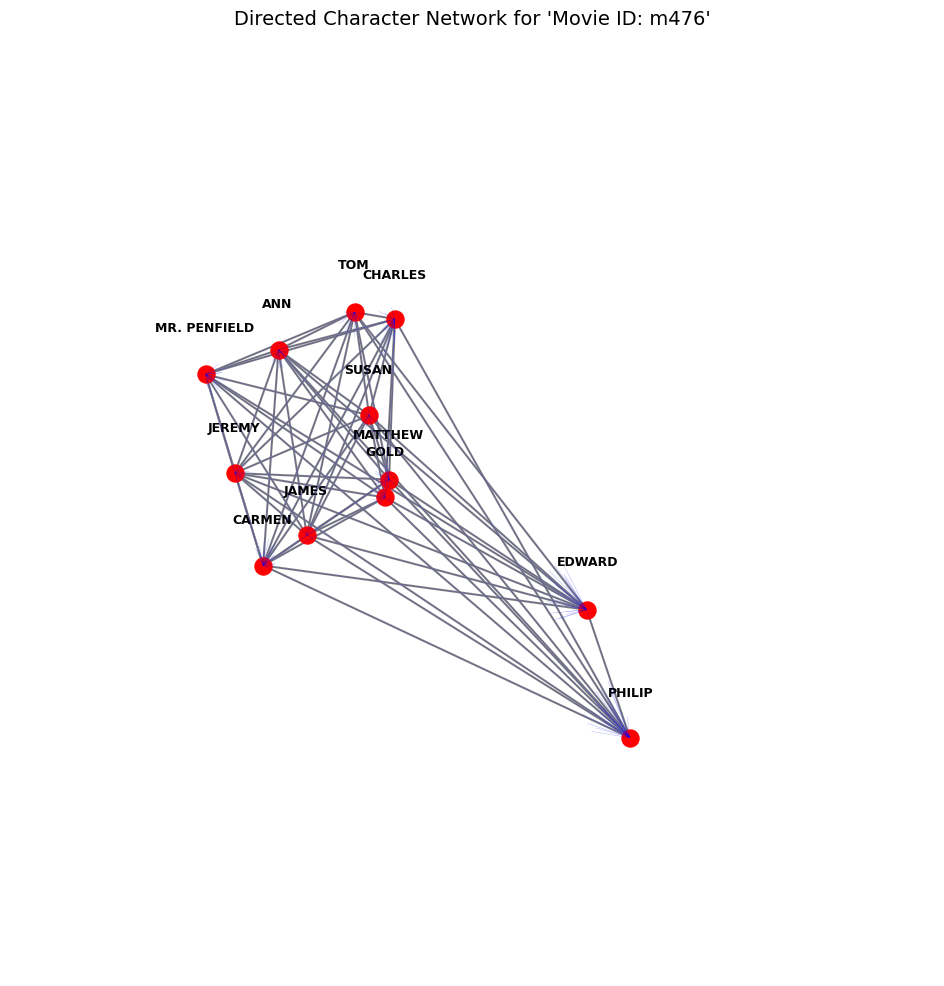 Directed Character Network for 'Movie ID: m476'
TOM
CHARLES
ANN
MR. PENFIELD
SUSAN
JEREMY
MATTHEW
GOLD
JAMES
CARMEN
EDWARD
PHILIP